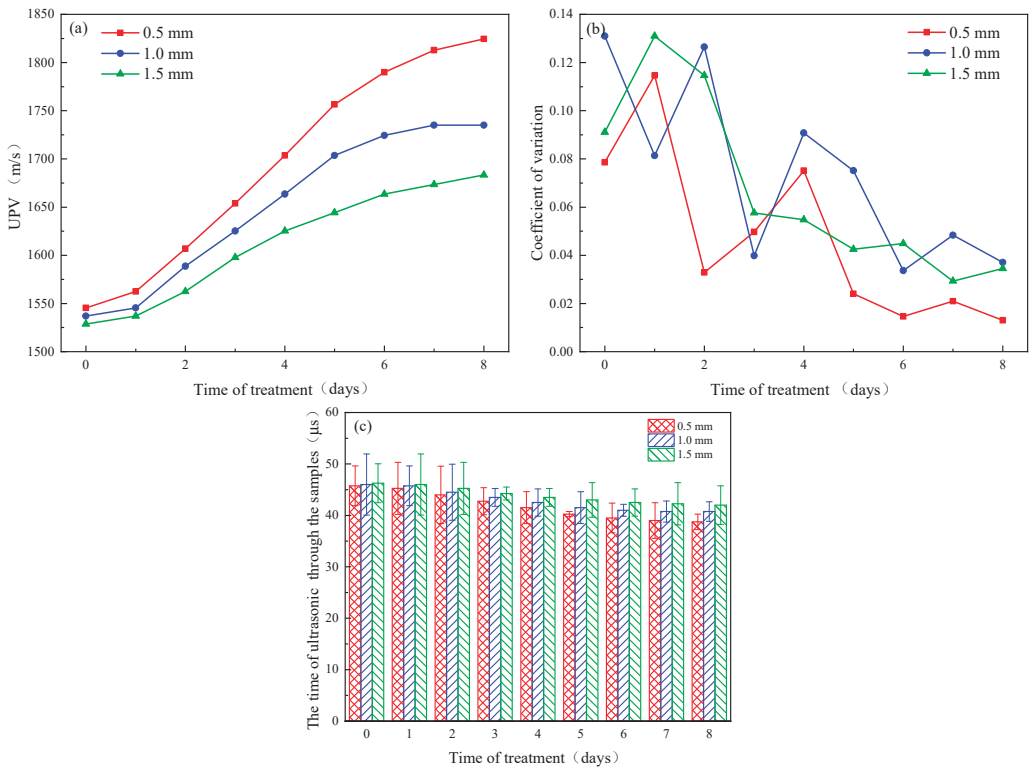 (a)
0.5 mm
1.0 mm
1.5 mm
1850
1800
1750
1700
1650
1600
1550
1500
UPV（m/s）
0 2 4 6 8
Time of treatment（days）
(b)
0.5 mm
1.0 mm
1.5 mm
0.14
0.12
0.10
0.08
0.06
0.04
0.02
0.00
Coefficient of variation
0 2 4 6 8
Time of treatment（days）
(c)
0.5 mm
1.0 mm
1.5 mm
60
50
40
30
20
10
0
The time of ultrasonic through the samples（μs）
0 1 2 3 4 5 6 7 8
Time of treatment（days）